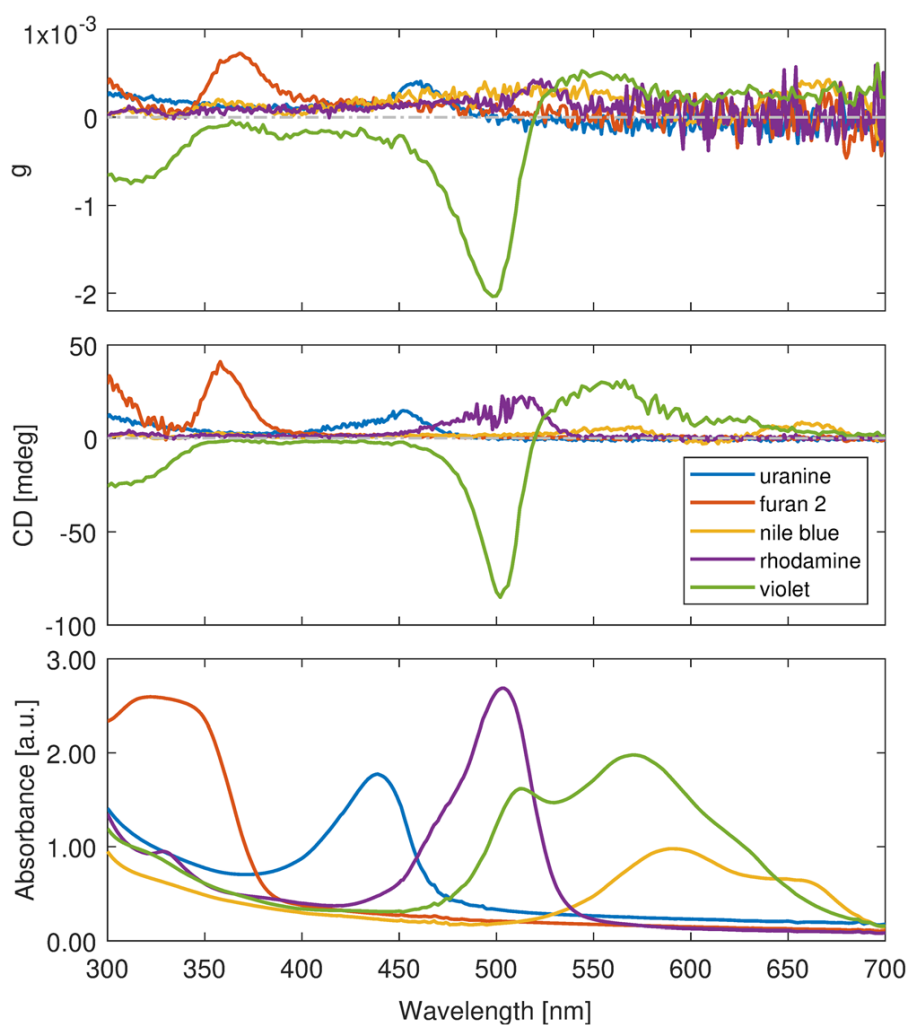 1x10-3
0
-1
-2
g
50
0
-50
-100
CD [mdeg]
uranine
furan 2
nile blue
rhodamine
violet
3.00
2.00
1.00
0.00
Absorbance [a.u.]
300 350 400 450 500 550 600 650 700
Wavelength [nm]